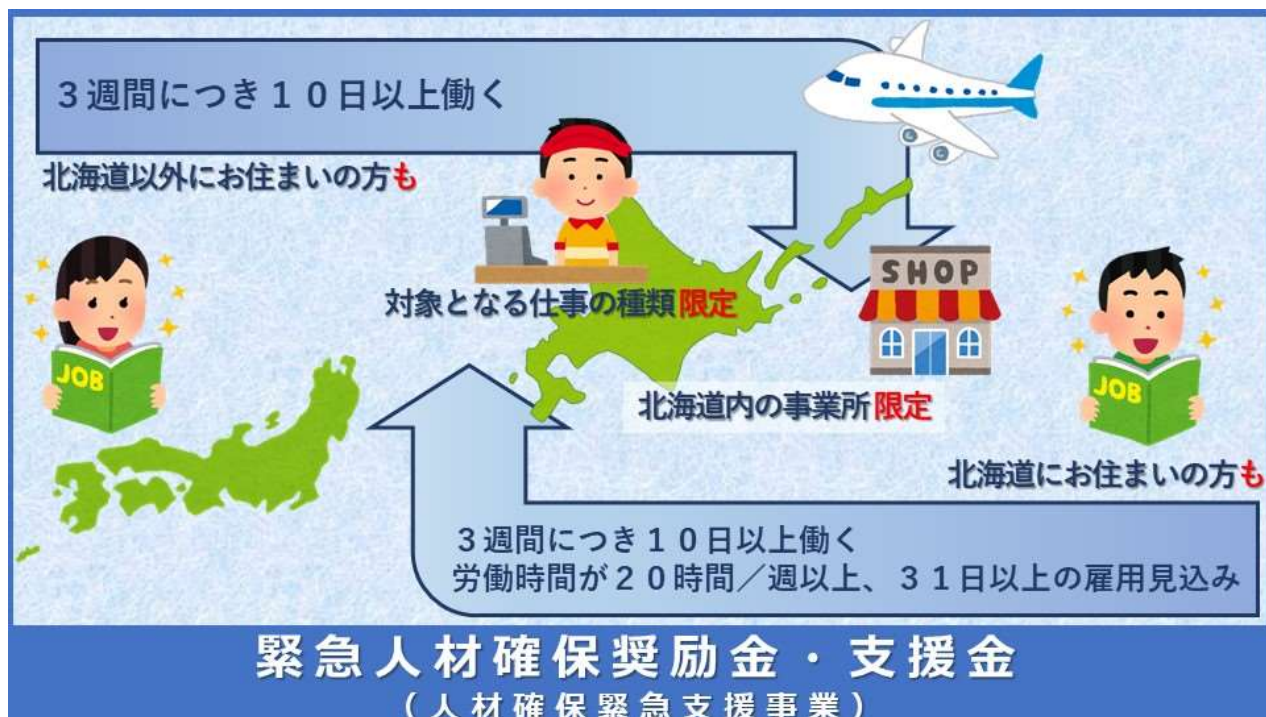 ３週間につき１０日以上働く
北海道以外にお住まいの方も
対象となる仕事の種類限定
SHOP
JOB
JOB
北海道内の事業所限定
北海道にお住まいの方も
３週間につき１０日以上働く
労働時間が２０時間／週以上、３１日以上の雇用見込み
緊急人材確保奨励金・支援金
（人材確保緊急支援事業）